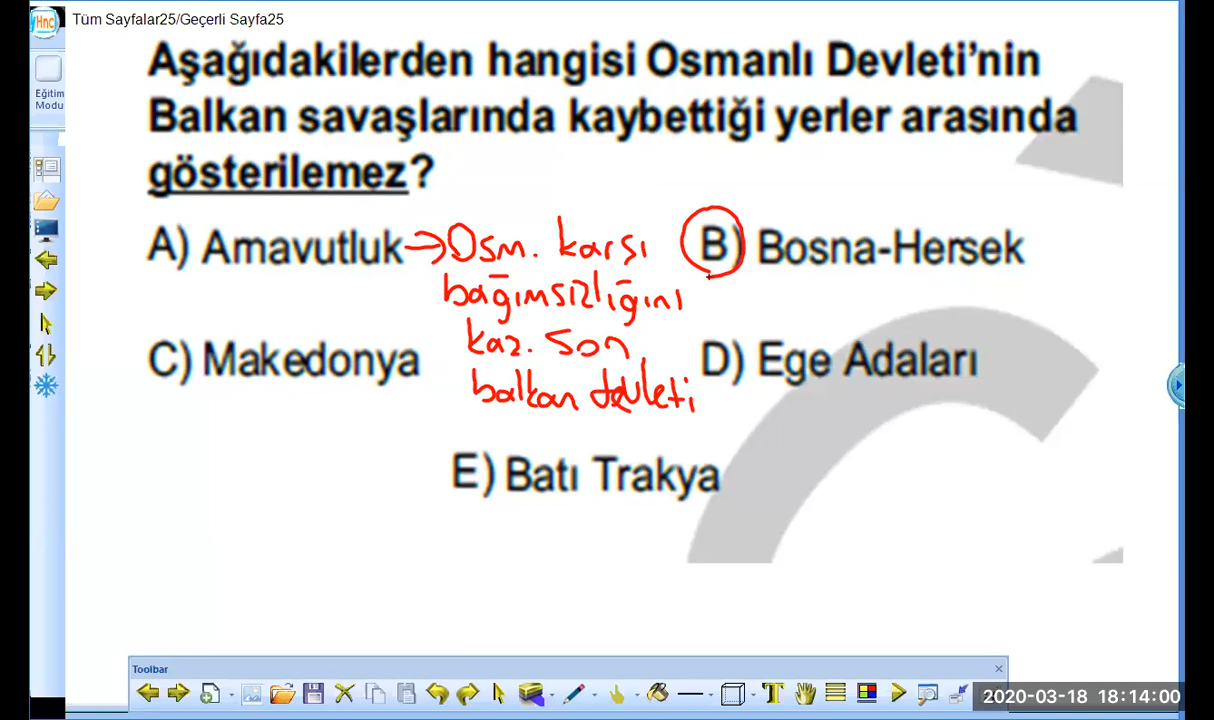 Tüm Sayfalar25/Geçerli Sayfa25
Hnc
Eğitim
Modu
Aşağıdakilerden hangisi Osmanlı Devleti'nin
Balkan savaşlarında kaybettiği yerler arasında
gösterilemez?
A) Arnavutluk → Osm. karşı
bağımsızlığını
kaz. son
balkan devleti
B) Bosna-Hersek
C) Makedonya
D) Ege Adaları
E) Batı Trakya
Toolbar
2020-03-18 18:14:00